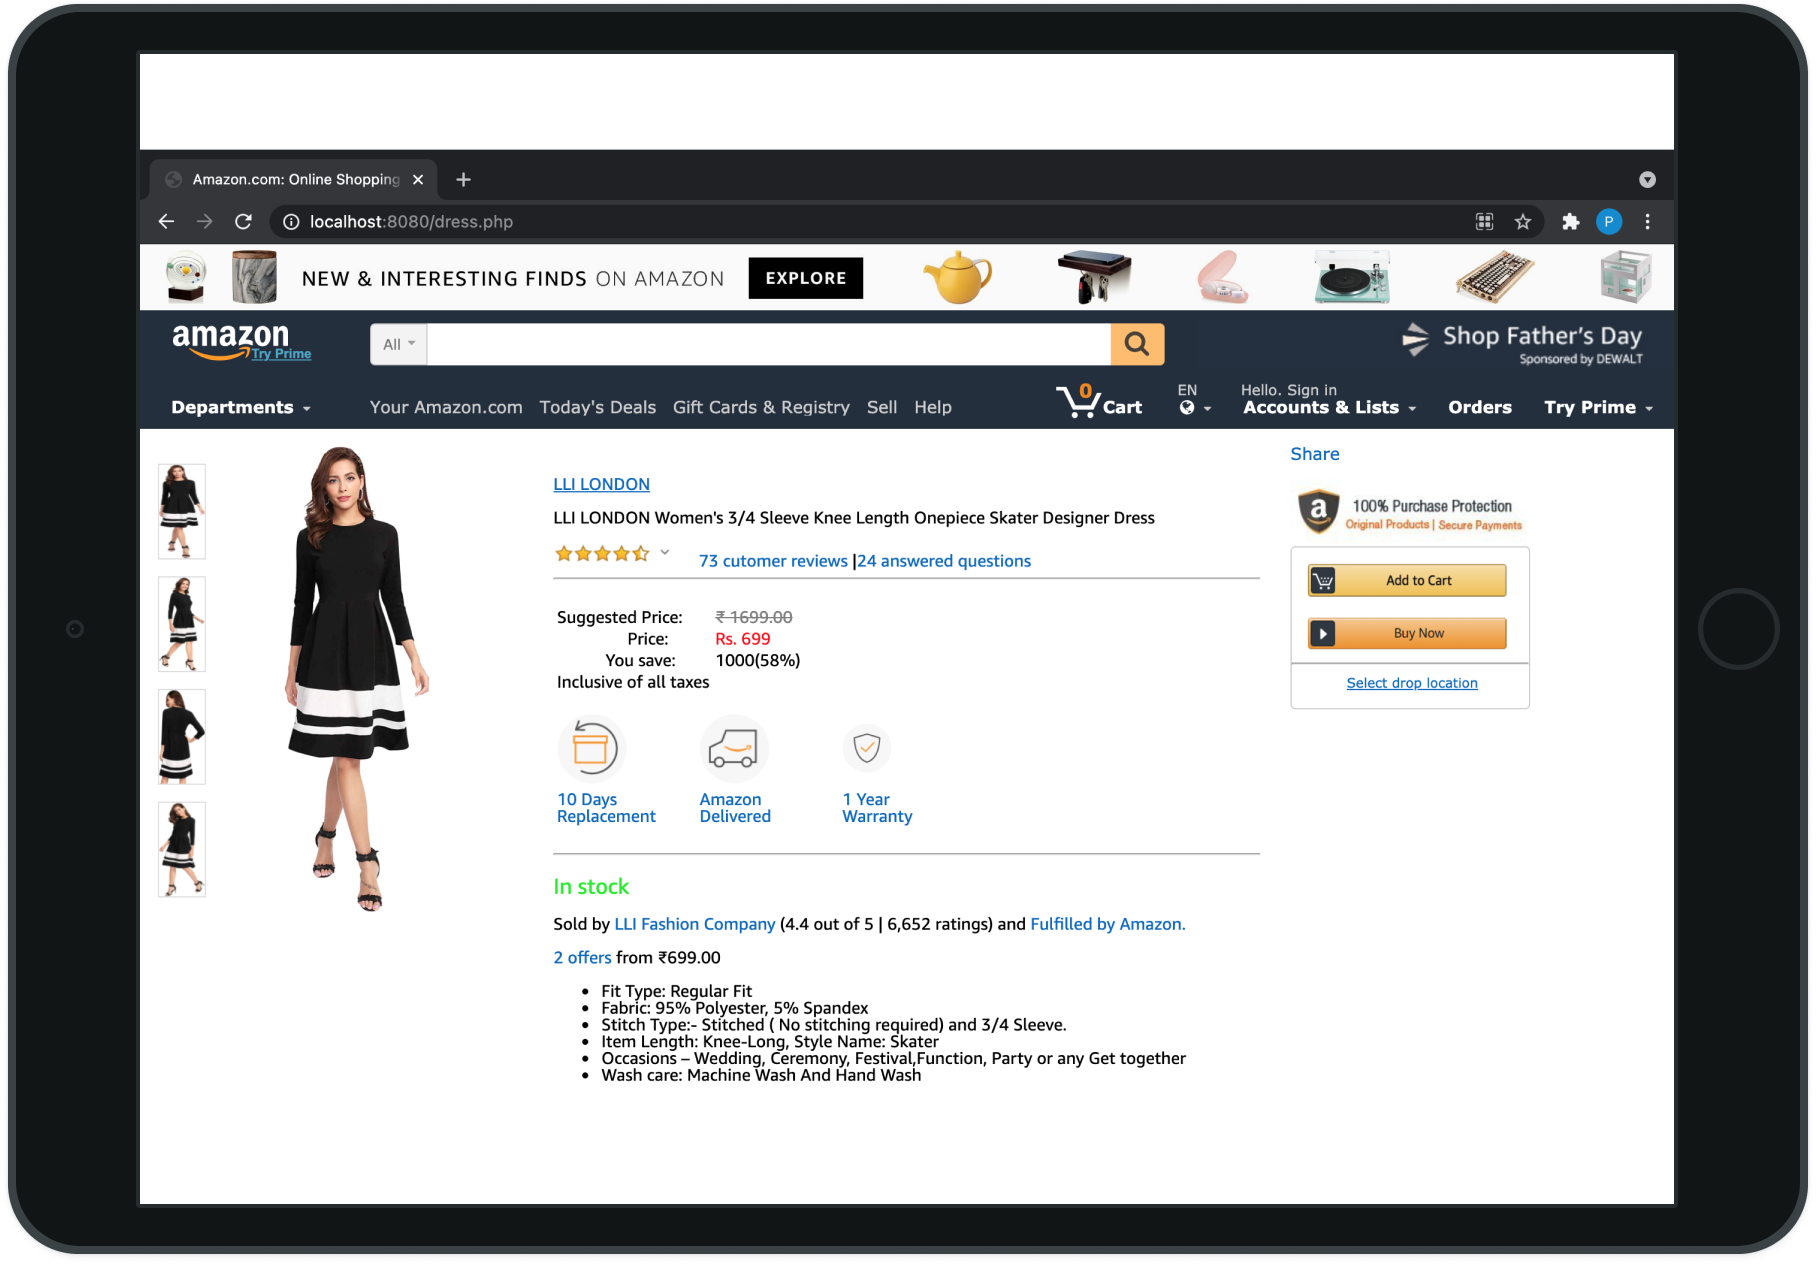 Amazon.com: Online Shopping
localhost:8080/dress.php
P
NEW & INTERESTING FINDS ON AMAZON EXPLORE
amazon
Try Prime
All
Shop Father's Day
Sponsored by DEWALT
Departments
Your Amazon.com Today's Deals Gift Cards & Registry Sell Help
0
Cart
EN
Hello. Sign in
Accounts & Lists
Orders
Try Prime
Share
LLI LONDON
LLI LONDON Women's 3/4 Sleeve Knee Length Onepiece Skater Designer Dress
73 cutomer reviews |24 answered questions
a
100% Purchase Protection
Original Products | Secure Payments
Add to Cart
Buy Now
Select drop location
Suggested Price: ₹ 1699.00
Price: Rs. 699
You save: 1000(58%)
Inclusive of all taxes
10 Days
Replacement
Amazon
Delivered
1 Year
Warranty
In stock
Sold by LLI Fashion Company (4.4 out of 5 | 6,652 ratings) and Fulfilled by Amazon.
2 offers from ₹699.00
• Fit Type: Regular Fit
• Fabric: 95% Polyester, 5% Spandex
• Stitch Type:- Stitched ( No stitching required) and 3/4 Sleeve.
• Item Length: Knee-Long, Style Name: Skater
• Occasions – Wedding, Ceremony, Festival,Function, Party or any Get together
• Wash care: Machine Wash And Hand Wash